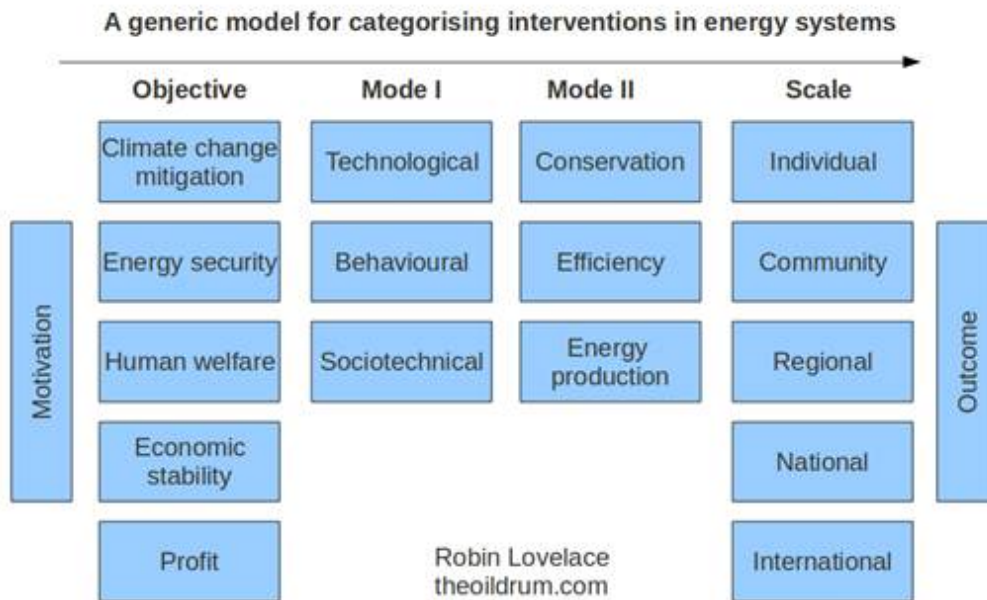 A generic model for categorising interventions in energy systems
Objective
Mode I
Mode II
Scale
Climate change
mitigation
Technological
Conservation
Individual
Motivation
Energy security
Behavioural
Efficiency
Community
Outcome
Human welfare
Sociotechnical
Energy
production
Regional
Economic
stability
National
Profit
International
Robin Lovelace
theoildrum.com